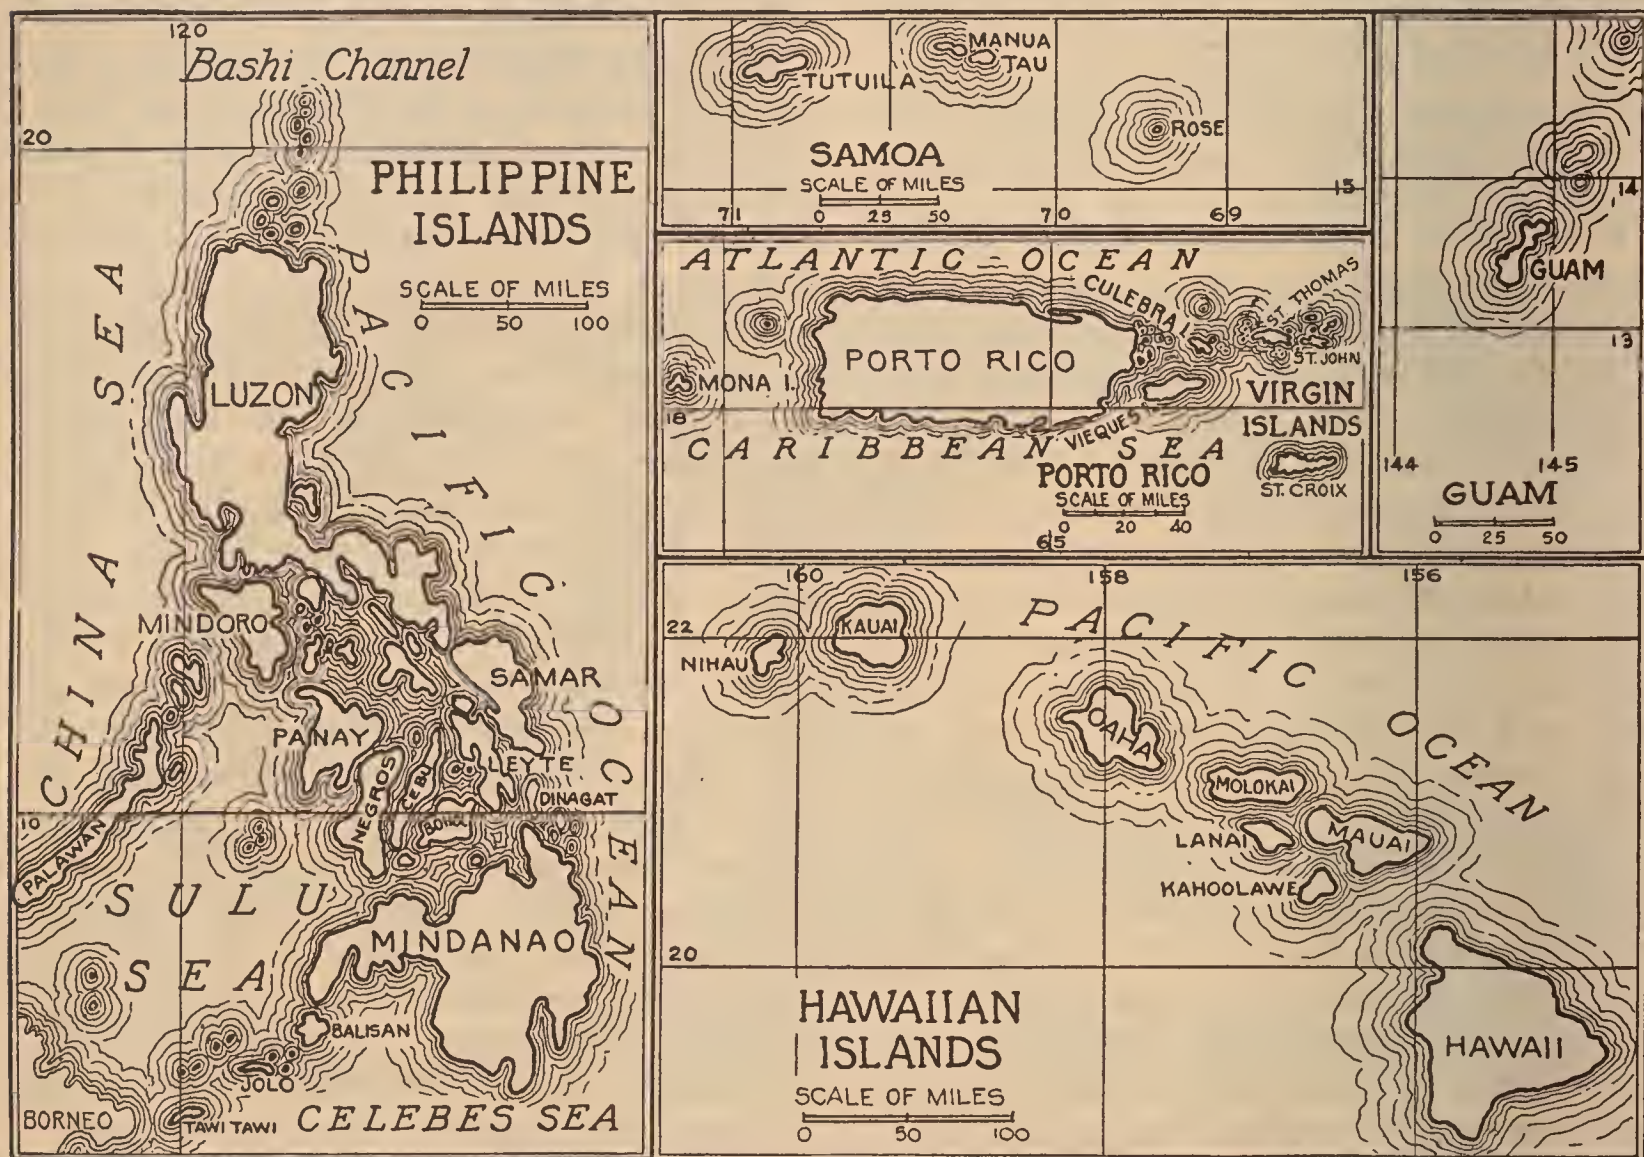 120
Bashi Channel
20
PHILIPPINE
ISLANDS
SCALE OF MILES
0 50 100
CHINA SEA
PACIFIC OCEAN
LUZON
MINDORO
SAMAR
PANAY
LEYTE
NEGROS
CEBU
BOHOL
DINAGAT
10
PALAWAN
SULU
SEA
MINDANAO
BALISAN
JOLO
BORNEO
TAWI TAWI
CELEBES SEA
MANUA
TAU
TUTUILA
ROSE
SAMOA
SCALE OF MILES
0 25 50
15
71 70 69
ATLANTIC - OCEAN
CULEBRA I.
ST. THOMAS
PORTO RICO
ST. JOHN
MONA I.
VIRGIN
ISLANDS
18
VIEQUES I.
CARIBBEAN SEA
PORTO RICO
SCALE OF MILES
0 20 40
65
ST. CROIX
14
GUAM
13
144 145
GUAM
0 25 50
160 158 156
PACIFIC OCEAN
22
KAUAI
NIHAU
OAHA
MOLOKAI
LANAI
MAUAI
KAHOOLAWE
20
HAWAIIAN
ISLANDS
HAWAII
SCALE OF MILES
0 50 100